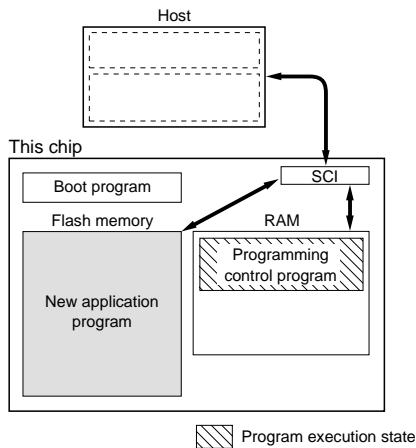 Host
This chip
SCI
Boot program
Flash memory
RAM
Programming
control program
New application
program
Program execution state